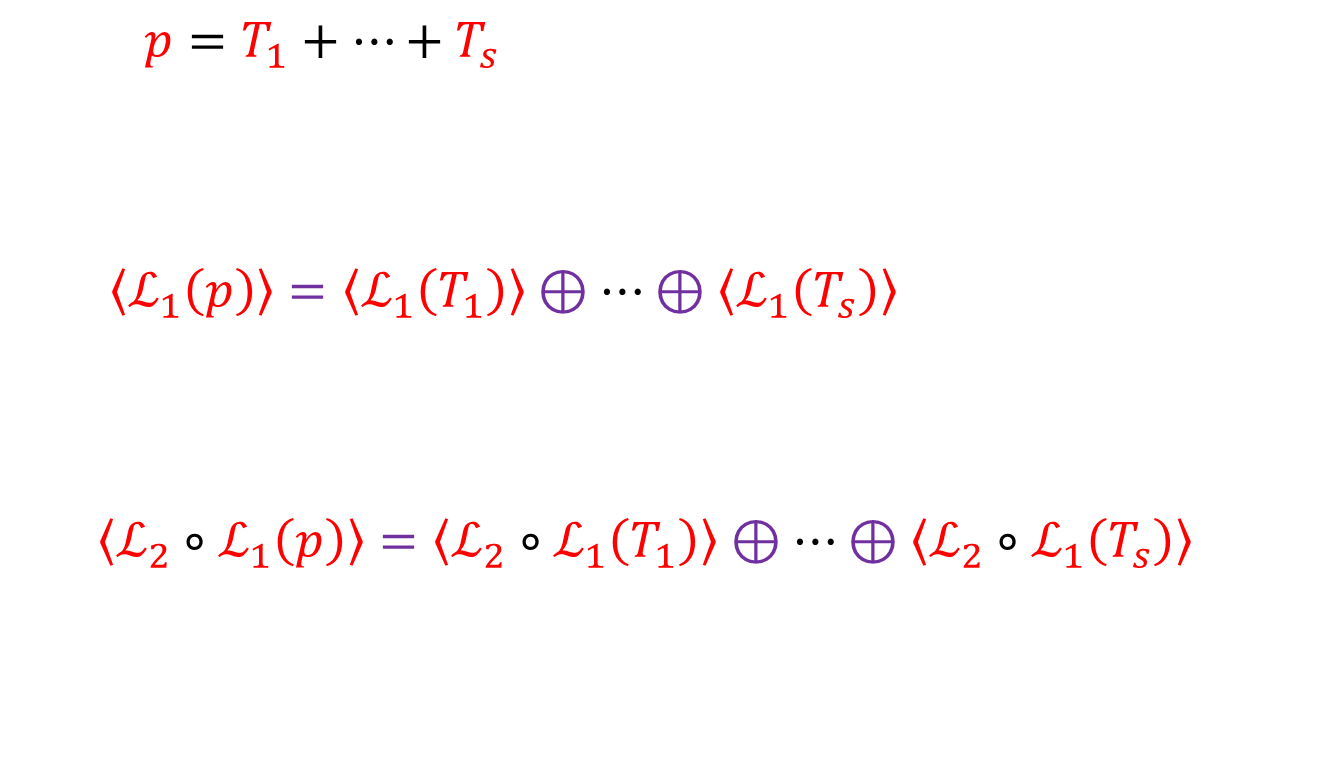 𝑝 = 𝑇₁ + ⋯ + 𝑇ₛ
⟨ℒ₁(𝑝)⟩ = ⟨ℒ₁(𝑇₁)⟩ ⊕ ⋯ ⊕ ⟨ℒ₁(𝑇ₛ)⟩
⟨ℒ₂ ∘ ℒ₁(𝑝)⟩ = ⟨ℒ₂ ∘ ℒ₁(𝑇₁)⟩ ⊕ ⋯ ⊕ ⟨ℒ₂ ∘ ℒ₁(𝑇ₛ)⟩